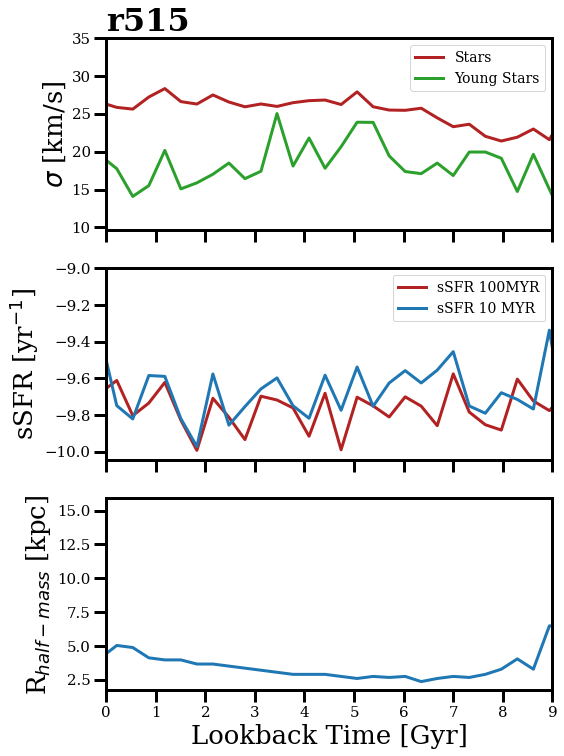 r515
σ [km/s]
35
30
25
20
15
10
Stars
Young Stars
sSFR [yr⁻¹]
−9.0
−9.2
−9.4
−9.6
−9.8
−10.0
sSFR 100MYR
sSFR 10 MYR
R_half−mass [kpc]
15.0
12.5
10.0
7.5
5.0
2.5
0 1 2 3 4 5 6 7 8 9
Lookback Time [Gyr]